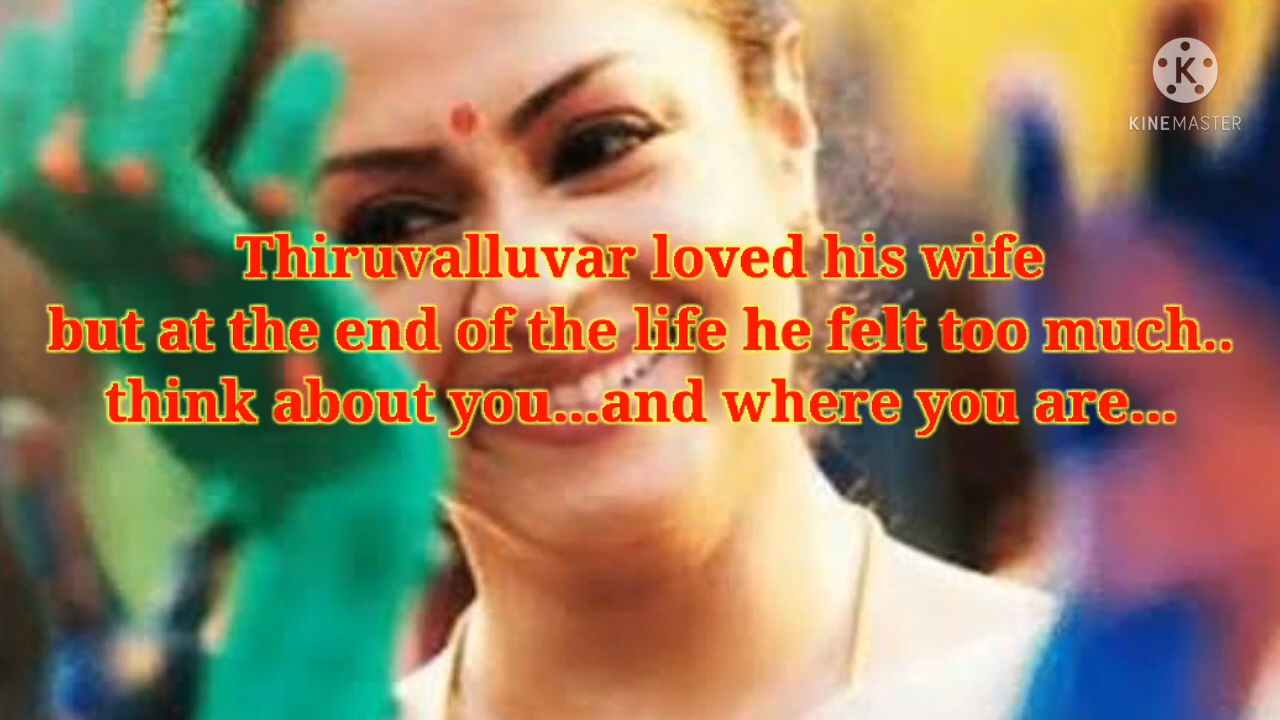 K
KINEMASTER
Thiruvalluvar loved his wife
but at the end of the life he felt too much..
think about you...and where you are...